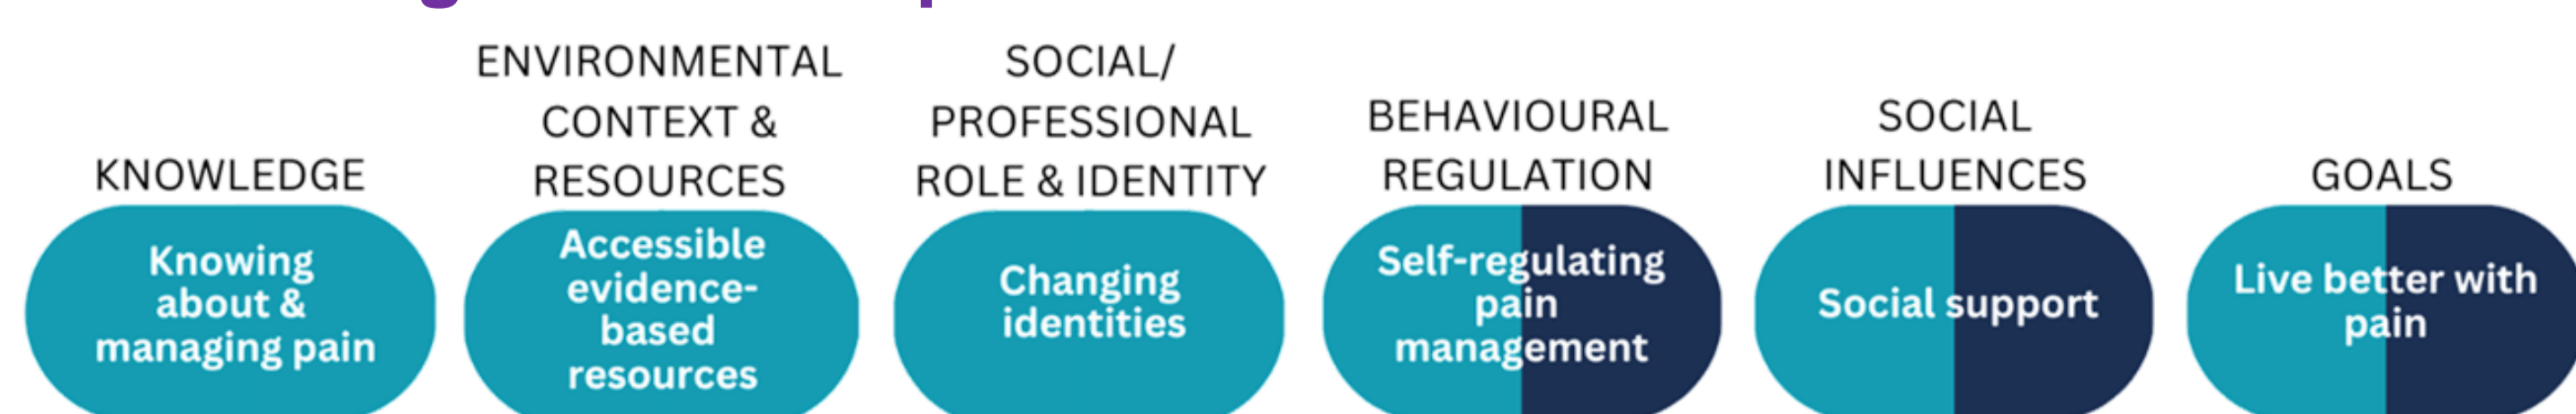 KNOWLEDGE
Knowing
about &
managing pain
ENVIRONMENTAL
CONTEXT &
RESOURCES
Accessible
evidence-
based
resources
SOCIAL/
PROFESSIONAL
ROLE & IDENTITY
Changing
identities
BEHAVIOURAL
REGULATION
Self-regulating
pain
management
SOCIAL
INFLUENCES
Social support
GOALS
Live better with
pain